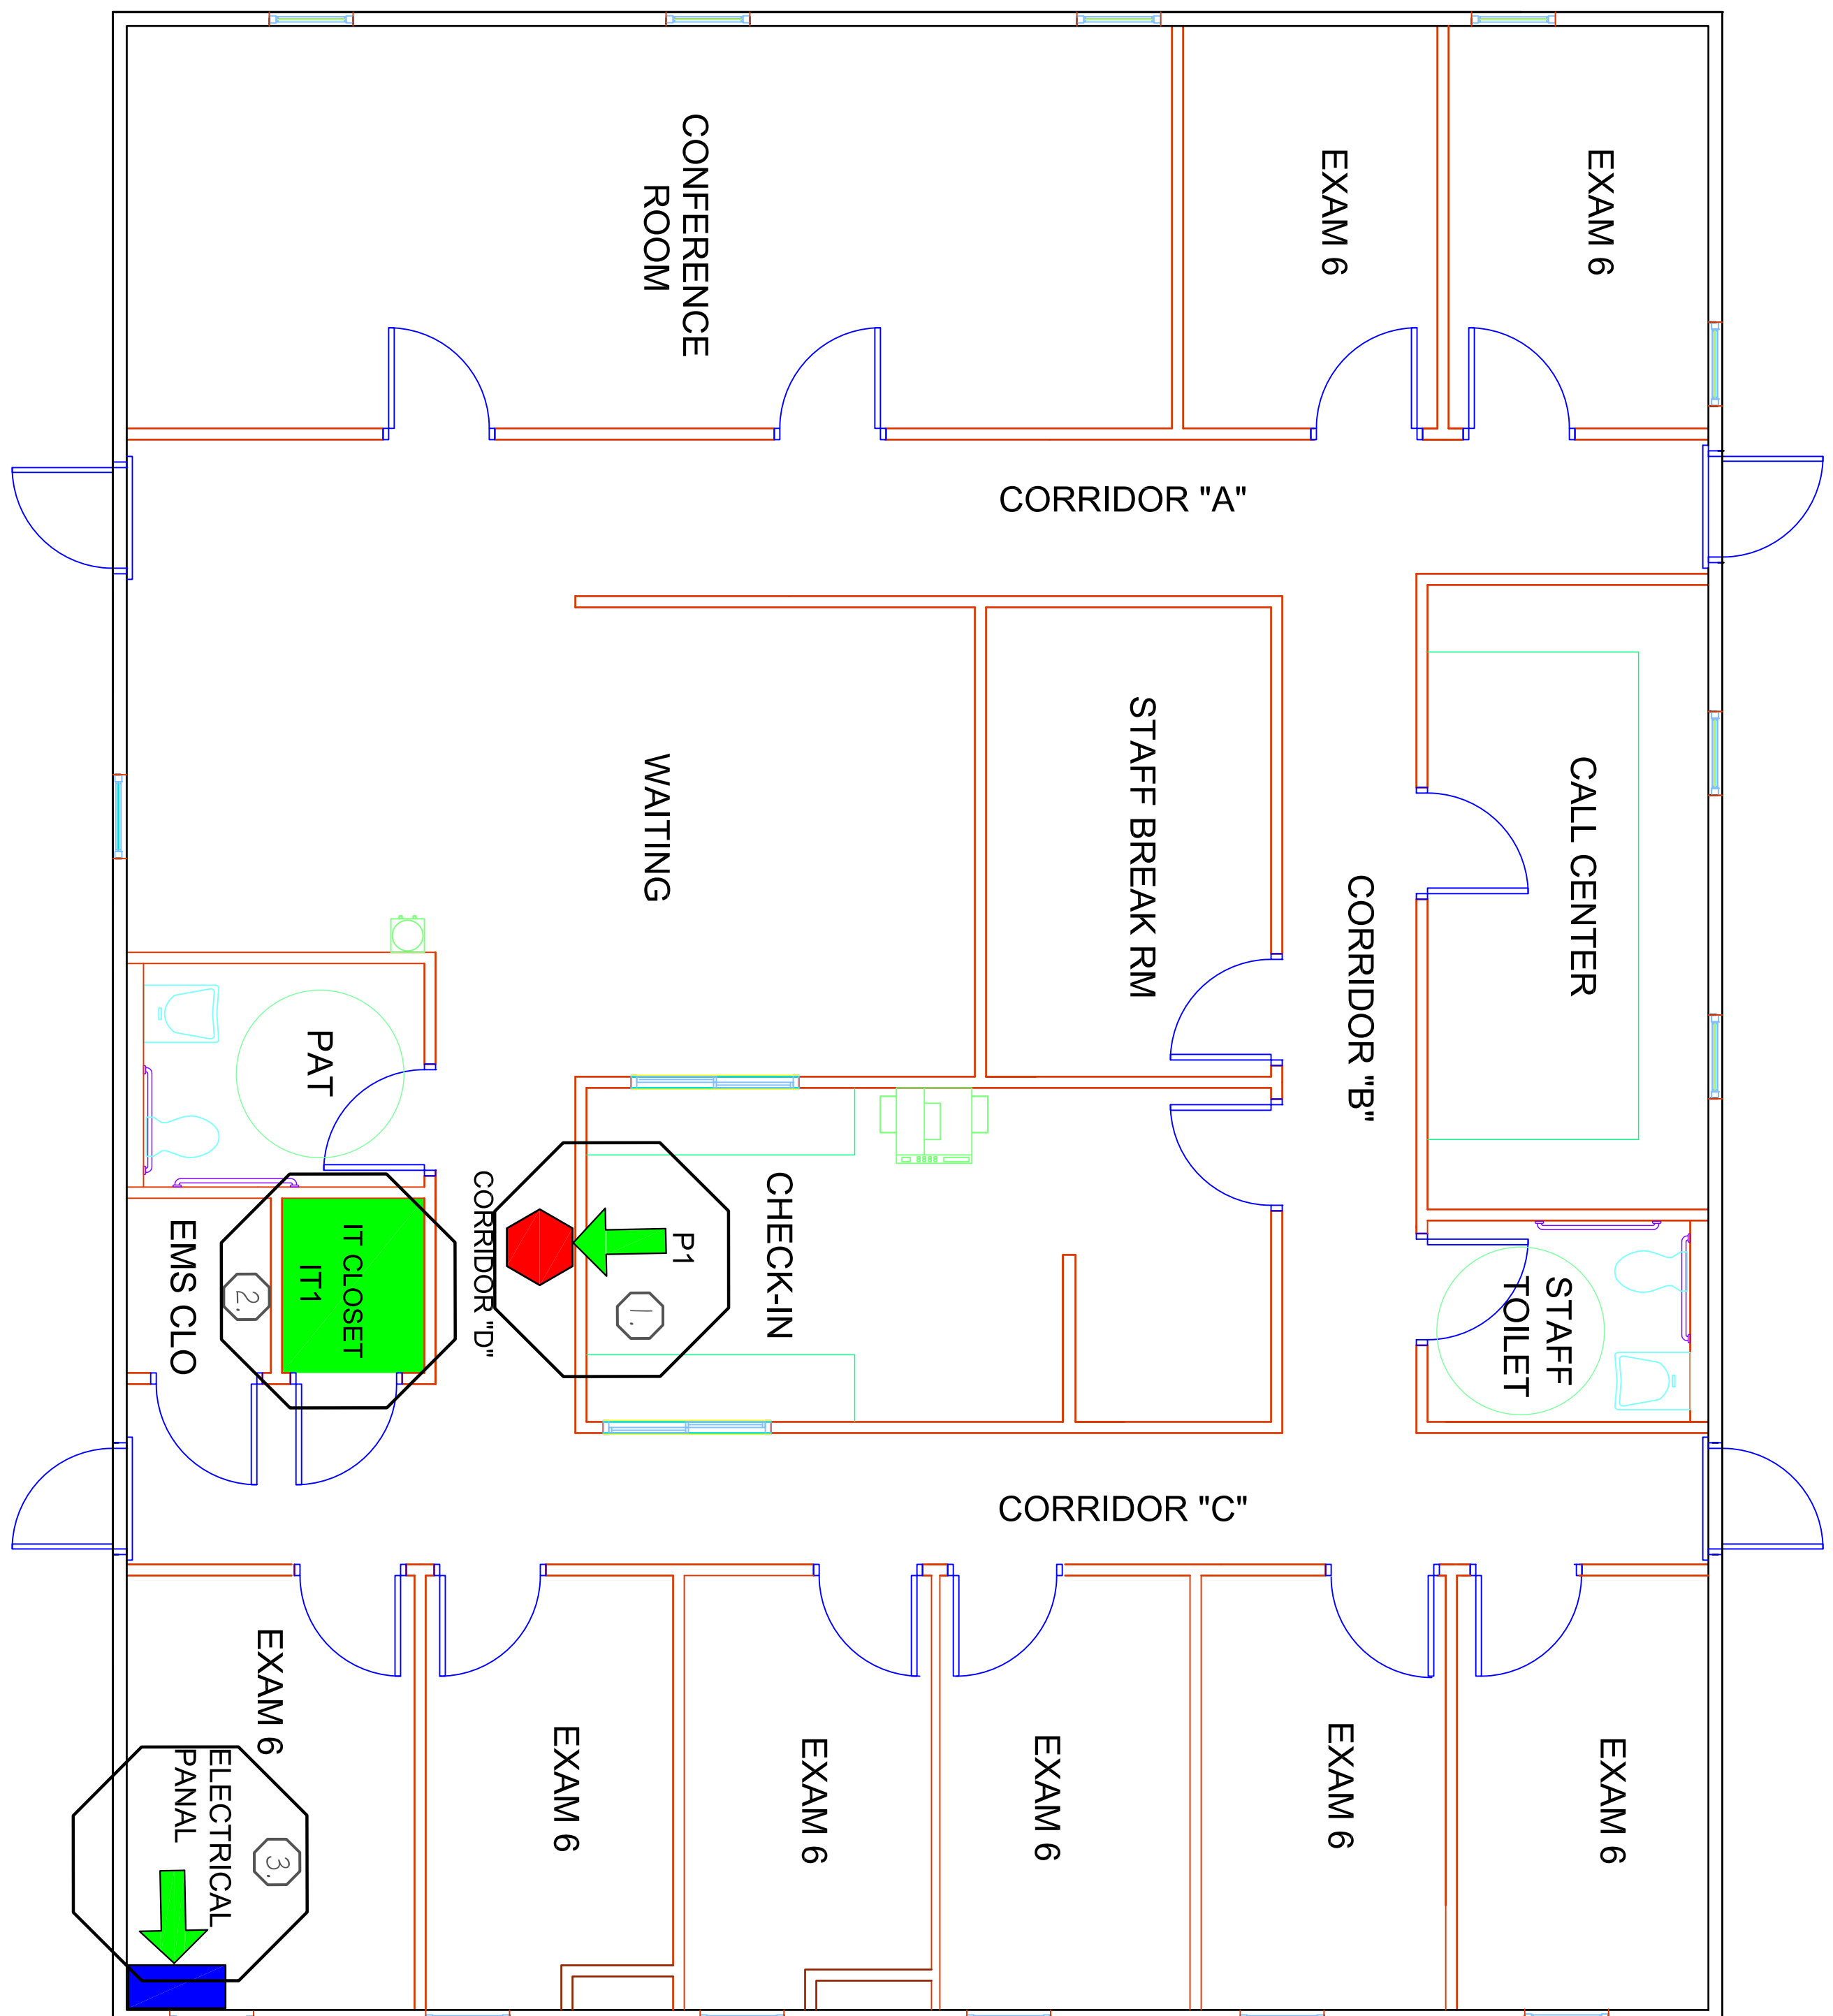 CONFERENCE
ROOM
EXAM 6
EXAM 6
CORRIDOR "A"
WAITING
STAFF BREAK RM
CORRIDOR "B"
CALL CENTER
PAT
EMS CLO
IT CLOSET
IT1
2.
CORRIDOR "D"
P1
1.
CHECK-IN
STAFF
TOILET
CORRIDOR "C"
EXAM 6
EXAM 6
EXAM 6
EXAM 6
EXAM 6
EXAM 6
ELECTRICAL
PANAL
3.